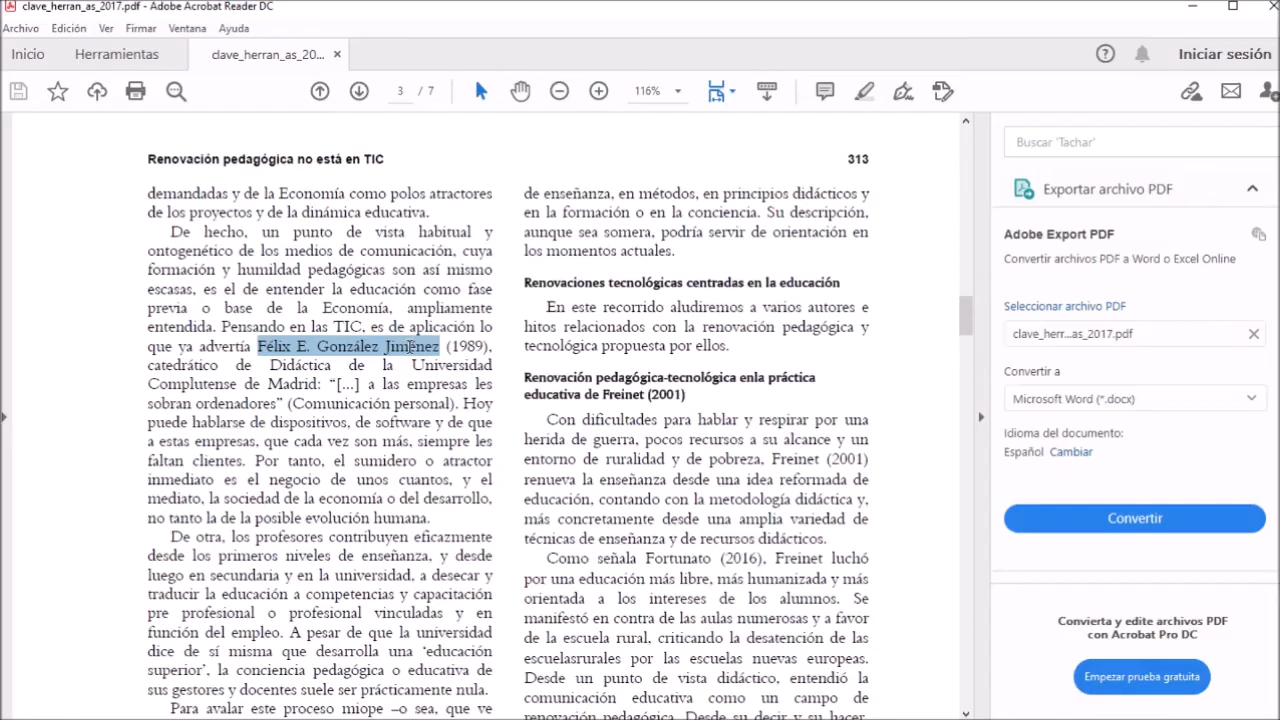 clave_herran_as_2017.pdf - Adobe Acrobat Reader DC
Archivo Edición Ver Firmar Ventana Ayuda
Inicio Herramientas clave_herran_as_20... × Iniciar sesión
3 / 7 116%
Renovación pedagógica no está en TIC 313
demandadas y de la Economía como polos atractores
de los proyectos y de la dinámica educativa.
De hecho, un punto de vista habitual y
ontogenético de los medios de comunicación, cuya
formación y humildad pedagógicas son así mismo
escasas, es el de entender la educación como fase
previa o base de la Economía, ampliamente
entendida. Pensando en las TIC, es de aplicación lo
que ya advertía Félix E. González Jiménez (1989),
catedrático de Didáctica de la Universidad
Complutense de Madrid: “[...] a las empresas les
sobran ordenadores” (Comunicación personal). Hoy
puede hablarse de dispositivos, de software y de que
a estas empresas, que cada vez son más, siempre les
faltan clientes. Por tanto, el sumidero o atractor
inmediato es el negocio de unos cuantos, y el
mediato, la sociedad de la economía o del desarrollo,
no tanto la de la posible evolución humana.
De otra, los profesores contribuyen eficazmente
desde los primeros niveles de enseñanza, y desde
luego en secundaria y en la universidad, a desecar y
traducir la educación a competencias y capacitación
pre profesional o profesional vinculadas y en
función del empleo. A pesar de que la universidad
dice de sí misma que desarrolla una ‘educación
superior’, la conciencia pedagógica o educativa de
sus gestores y docentes suele ser prácticamente nula.
Para avalar este proceso miope –o sea, que ve
de enseñanza, en métodos, en principios didácticos y
en la formación o en la conciencia. Su descripción,
aunque sea somera, podría servir de orientación en
los momentos actuales.
Renovaciones tecnológicas centradas en la educación
En este recorrido aludiremos a varios autores e
hitos relacionados con la renovación pedagógica y
tecnológica propuesta por ellos.
Renovación pedagógica-tecnológica enla práctica
educativa de Freinet (2001)
Con dificultades para hablar y respirar por una
herida de guerra, pocos recursos a su alcance y un
entorno de ruralidad y de pobreza, Freinet (2001)
renueva la enseñanza desde una idea reformada de
educación, contando con la metodología didáctica y,
más concretamente desde una amplia variedad de
técnicas de enseñanza y de recursos didácticos.
Como señala Fortunato (2016), Freinet luchó
por una educación más libre, más humanizada y más
orientada a los intereses de los alumnos. Se
manifestó en contra de las aulas numerosas y a favor
de la escuela rural, criticando la desatención de las
escuelasrurales por las escuelas nuevas europeas.
Desde un punto de vista didáctico, entendió la
comunicación educativa como un campo de
renovación pedagógica. Desde su decir y su hacer,
Buscar 'Tachar'
Exportar archivo PDF
Adobe Export PDF
Convertir archivos PDF a Word o Excel Online
Seleccionar archivo PDF
clave_herr...as_2017.pdf
Convertir a
Microsoft Word (*.docx)
Idioma del documento:
Español Cambiar
Convertir
Convierta y edite archivos PDF
con Acrobat Pro DC
Empezar prueba gratuita